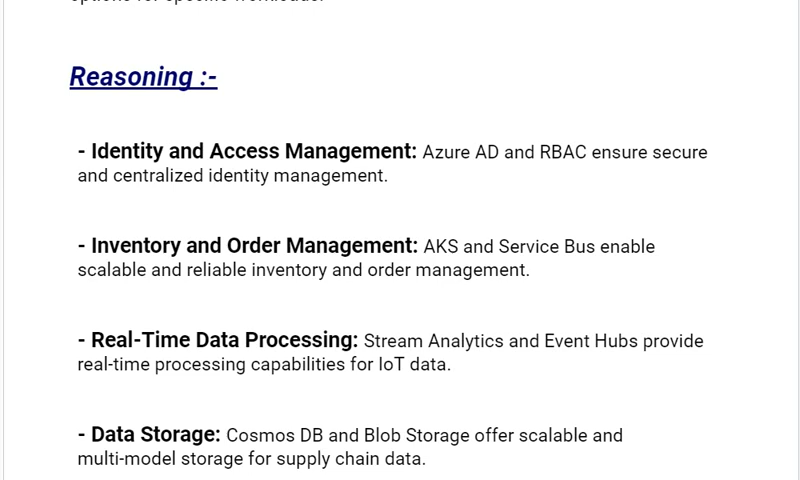 Reasoning :-
- Identity and Access Management: Azure AD and RBAC ensure secure
and centralized identity management.
- Inventory and Order Management: AKS and Service Bus enable
scalable and reliable inventory and order management.
- Real-Time Data Processing: Stream Analytics and Event Hubs provide
real-time processing capabilities for IoT data.
- Data Storage: Cosmos DB and Blob Storage offer scalable and
multi-model storage for supply chain data.